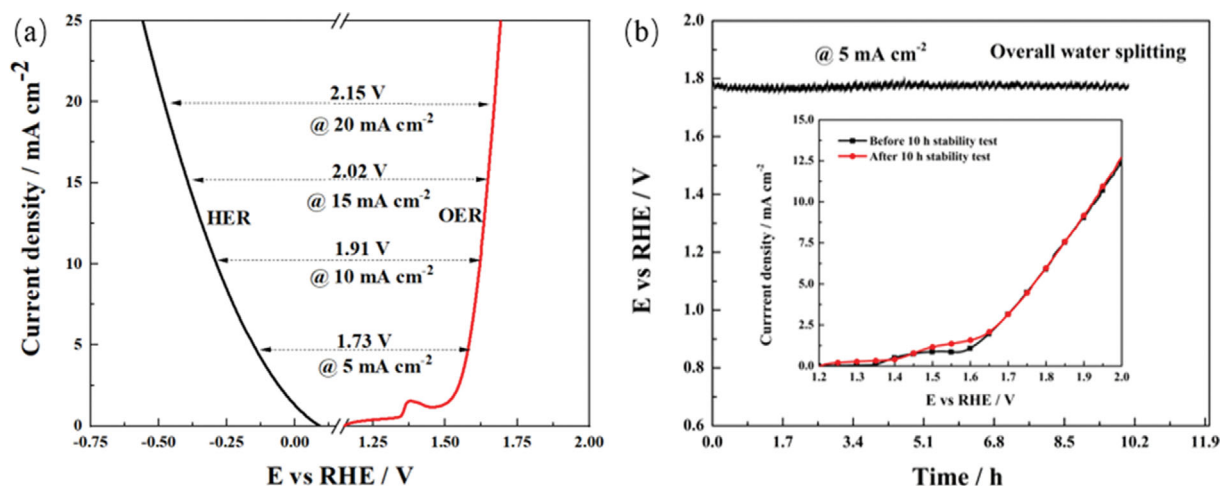 (a)
25
20
15
10
5
0
Current density / mA cm-2
2.15 V
@ 20 mA cm-2
2.02 V
@ 15 mA cm-2
HER
OER
1.91 V
@ 10 mA cm-2
1.73 V
@ 5 mA cm-2
-0.75 -0.50 -0.25 0.00 1.25 1.50 1.75 2.00
E vs RHE / V
(b)
2.0
1.8
1.6
1.4
1.2
1.0
0.8
0.6
E vs RHE / V
@ 5 mA cm-2
Overall water splitting
15.0
12.5
10.0
7.5
5.0
2.5
0.0
Currrent density / mA cm-2
Before 10 h stability test
After 10 h stability test
1.2 1.3 1.4 1.5 1.6 1.7 1.8 1.9 2.0
E vs RHE / V
0.0 1.7 3.4 5.1 6.8 8.5 10.2 11.9
Time / h